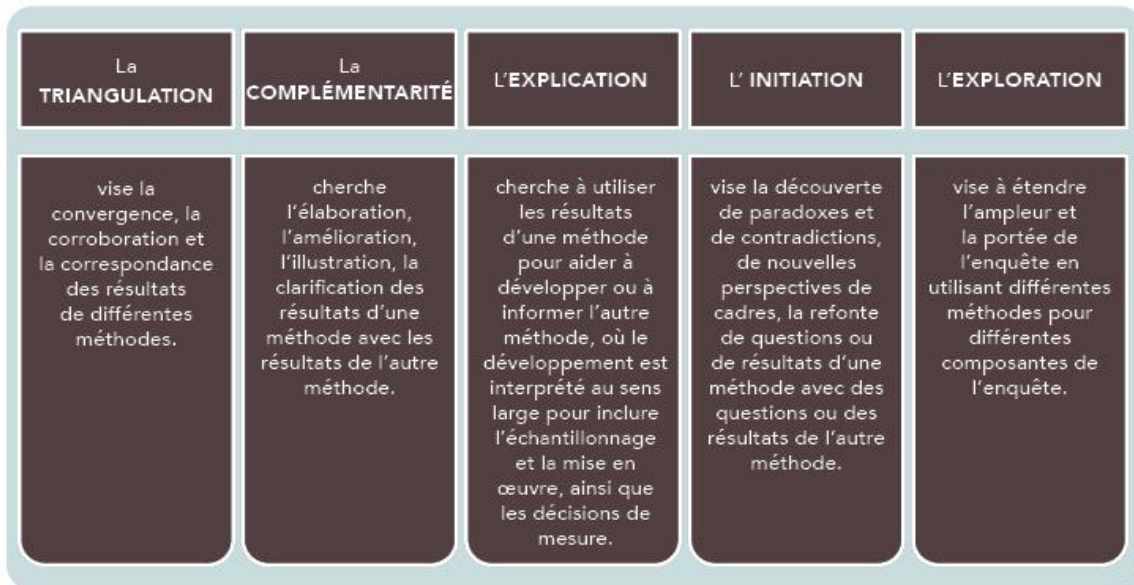 La
TRIANGULATION
La
COMPLÉMENTARITÉ
L'EXPLICATION
L' INITIATION
L'EXPLORATION
vise la
convergence, la
corroboration et
la correspondance
des résultats
de différentes
méthodes.
cherche
l'élaboration,
l'amélioration,
l'illustration, la
clarification des
résultats d'une
méthode avec les
résultats de l'autre
méthode.
cherche à utiliser
les résultats
d'une méthode
pour aider à
développer ou à
informer l'autre
méthode, où le
développement est
interprété au sens
large pour inclure
l'échantillonnage
et la mise en
œuvre, ainsi que
les décisions de
mesure.
vise la découverte
de paradoxes et
de contradictions,
de nouvelles
perspectives de
cadres, la refonte
de questions ou
de résultats d'une
méthode avec des
questions ou des
résultats de l'autre
méthode.
vise à étendre
l'ampleur et
la portée de
l'enquête en
utilisant différentes
méthodes pour
différentes
composantes de
l'enquête.